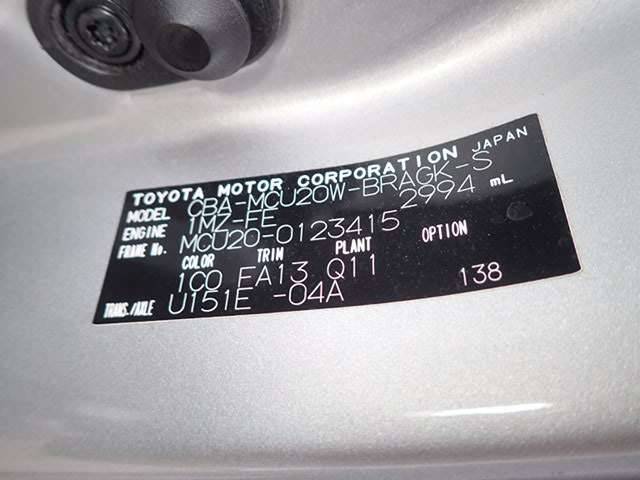 TOYOTA MOTOR CORPORATION JAPAN
MODEL CBA-MCU20W-BRAGK-S
ENGINE 1MZ-FE 2994 mL
FRAME No. MCU20-0123415
COLOR TRIM PLANT OPTION
1C0 FA13 Q11
TRANS./AXLE U151E -04A 138